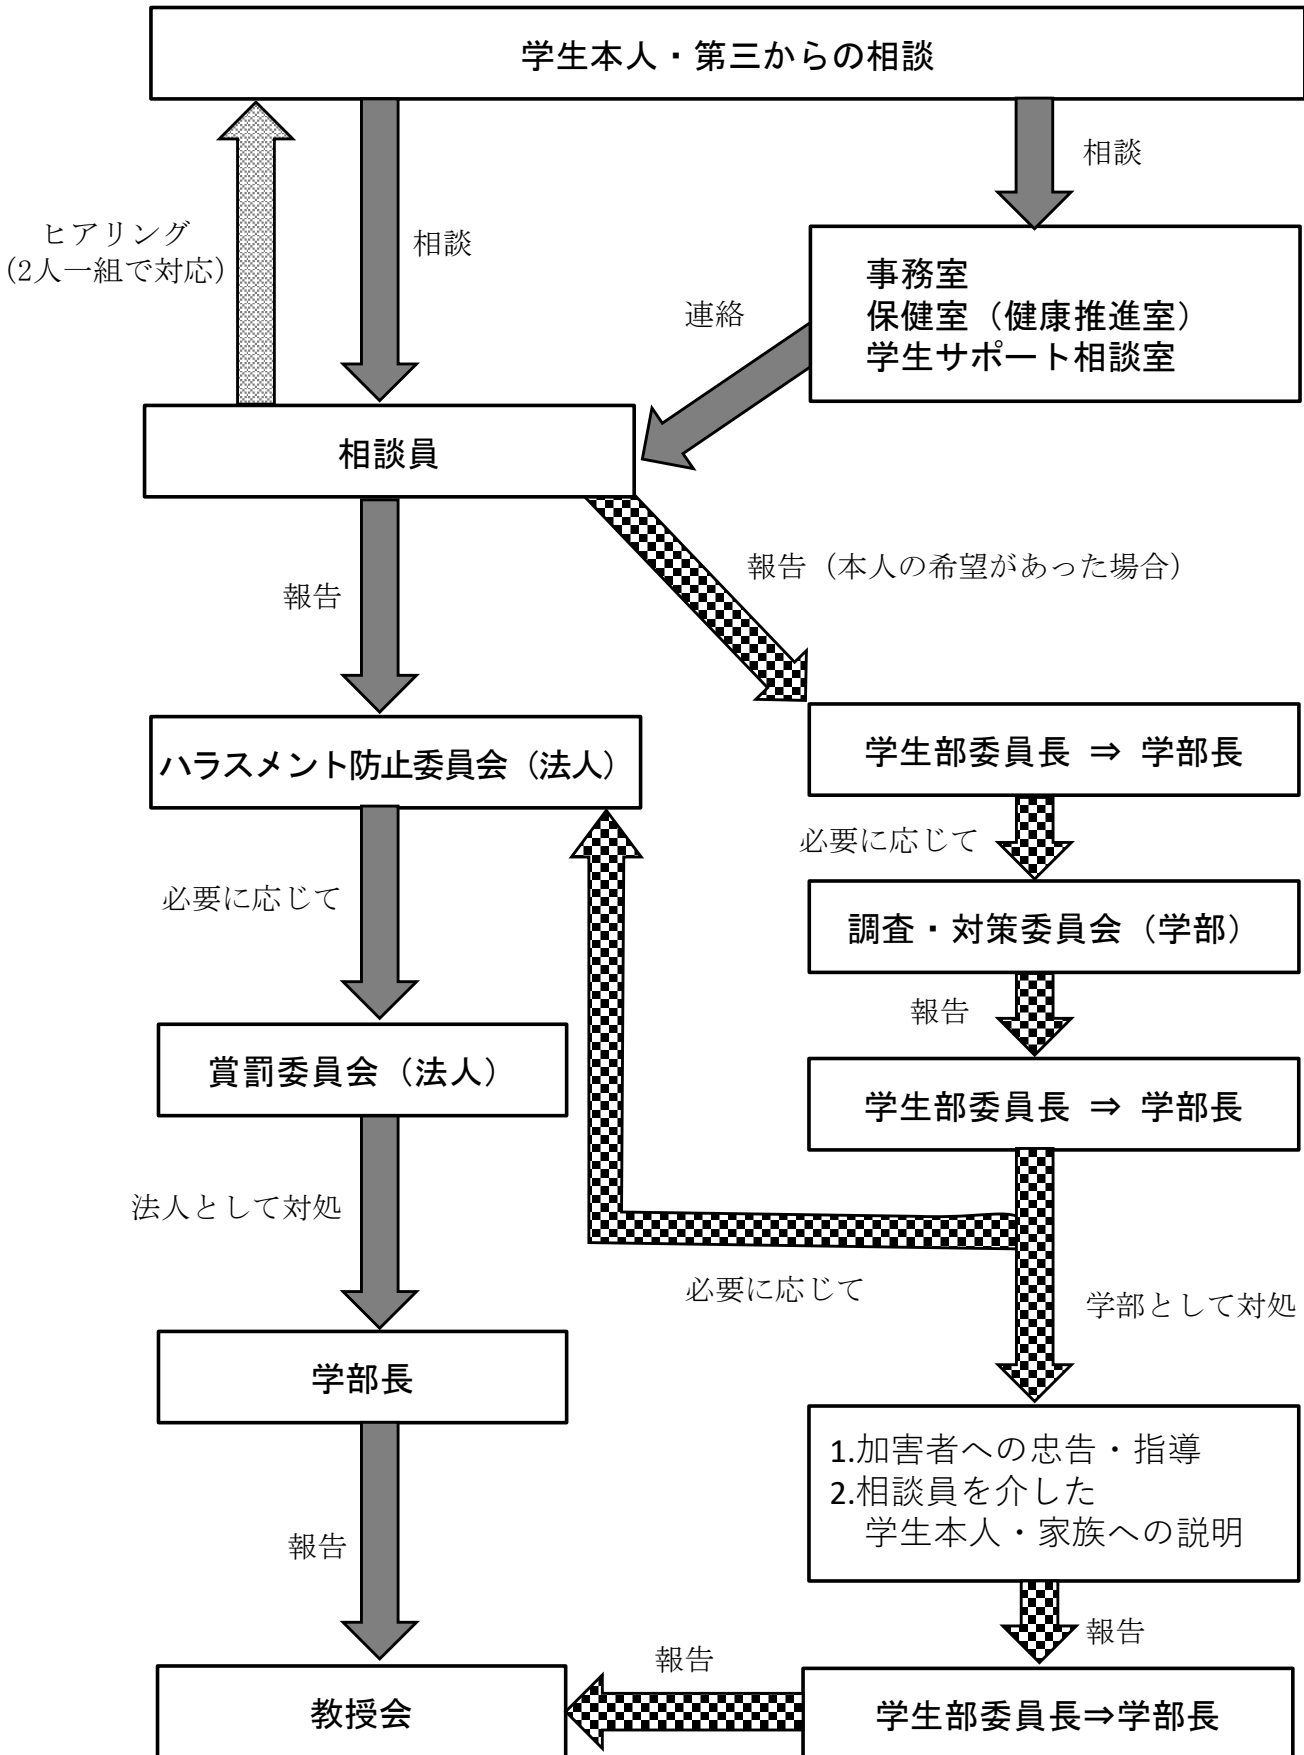 学生本人・第三からの相談
相談
ヒアリング
(2人一組で対応)
相談
事務室
保健室（健康推進室）
学生サポート相談室
連絡
相談員
報告（本人の希望があった場合）
報告
学生部委員長 ⇒ 学部長
ハラスメント防止委員会（法人）
必要に応じて
必要に応じて
調査・対策委員会（学部）
報告
賞罰委員会（法人）
学生部委員長 ⇒ 学部長
法人として対処
必要に応じて
学部として対処
学部長
1.加害者への忠告・指導
2.相談員を介した
学生本人・家族への説明
報告
報告
報告
教授会
学生部委員長⇒学部長